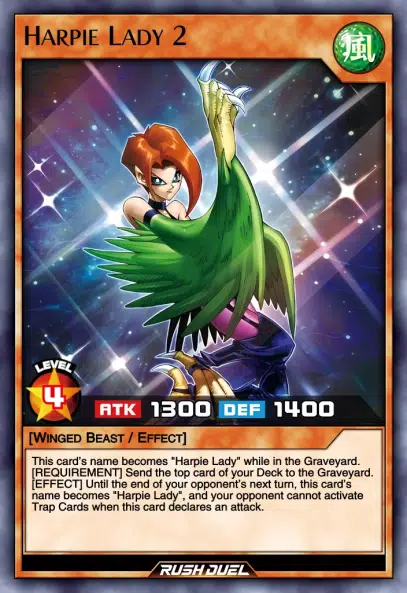 HARPIE LADY 2
風
LEVEL
4
ATK 1300 DEF 1400
[WINGED BEAST / EFFECT]
This card's name becomes "Harpie Lady" while in the Graveyard.
[REQUIREMENT] Send the top card of your Deck to the Graveyard.
[EFFECT] Until the end of your opponent's next turn, this card's
name becomes "Harpie Lady", and your opponent cannot activate
Trap Cards when this card declares an attack.
RUSH DUEL